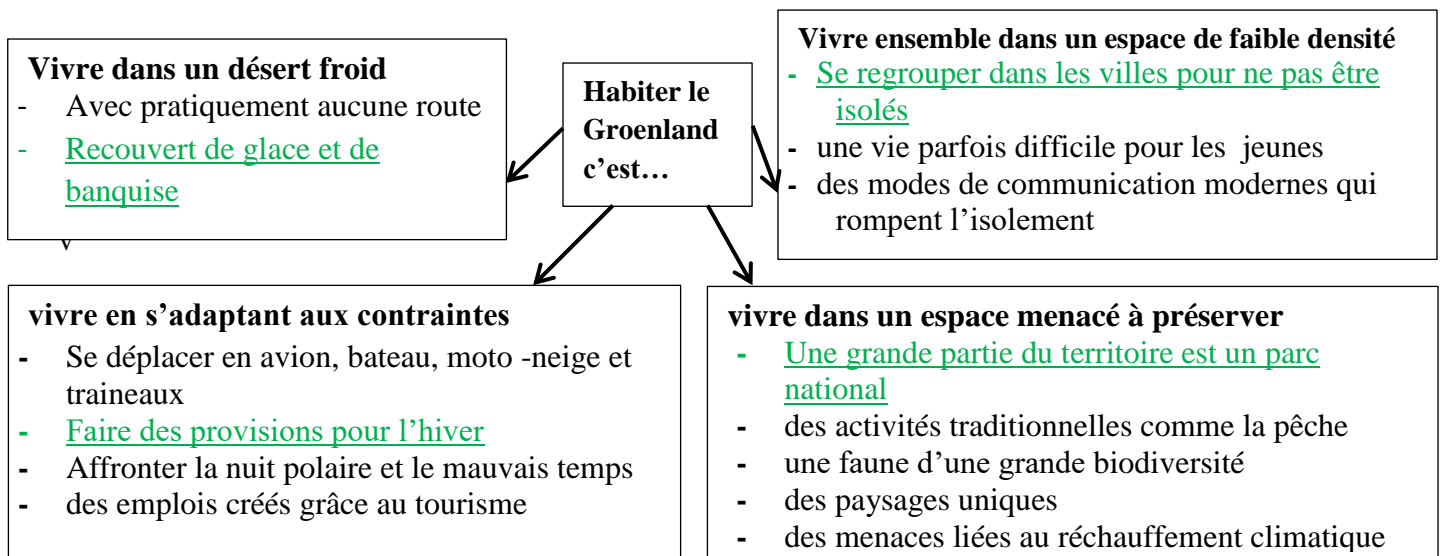 Habiter le
Groenland
c’est…
Vivre dans un désert froid
- Avec pratiquement aucune route
- Recouvert de glace et de
banquise
Vivre ensemble dans un espace de faible densité
- Se regrouper dans les villes pour ne pas être
isolés
- une vie parfois difficile pour les jeunes
- des modes de communication modernes qui
rompent l’isolement
vivre en s’adaptant aux contraintes
- Se déplacer en avion, bateau, moto -neige et
traineaux
- Faire des provisions pour l’hiver
- Affronter la nuit polaire et le mauvais temps
- des emplois créés grâce au tourisme
vivre dans un espace menacé à préserver
- Une grande partie du territoire est un parc
national
- des activités traditionnelles comme la pêche
- une faune d’une grande biodiversité
- des paysages uniques
- des menaces liées au réchauffement climatique